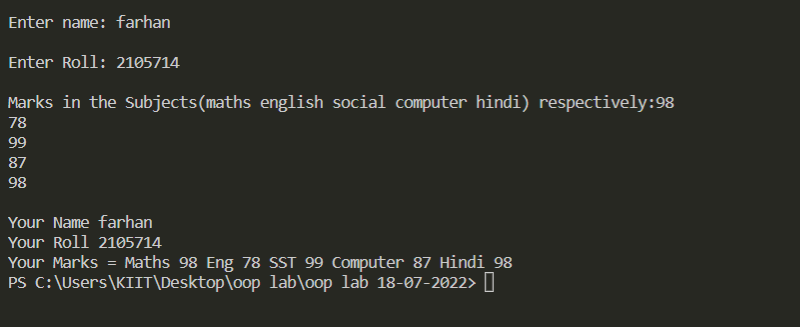 Enter name: farhan
Enter Roll: 2105714
Marks in the Subjects(maths english social computer hindi) respectively:98
78
99
87
98
Your Name farhan
Your Roll 2105714
Your Marks = Maths 98 Eng 78 SST 99 Computer 87 Hindi 98
PS C:\Users\KIIT\Desktop\oop lab\oop lab 18-07-2022>